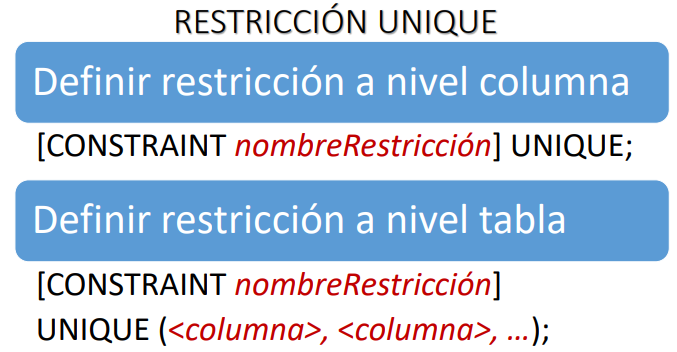 RESTRICCIÓN UNIQUE
Definir restricción a nivel columna
[CONSTRAINT nombreRestricción] UNIQUE;
Definir restricción a nivel tabla
[CONSTRAINT nombreRestricción]
UNIQUE (<columna>, <columna>, ...);